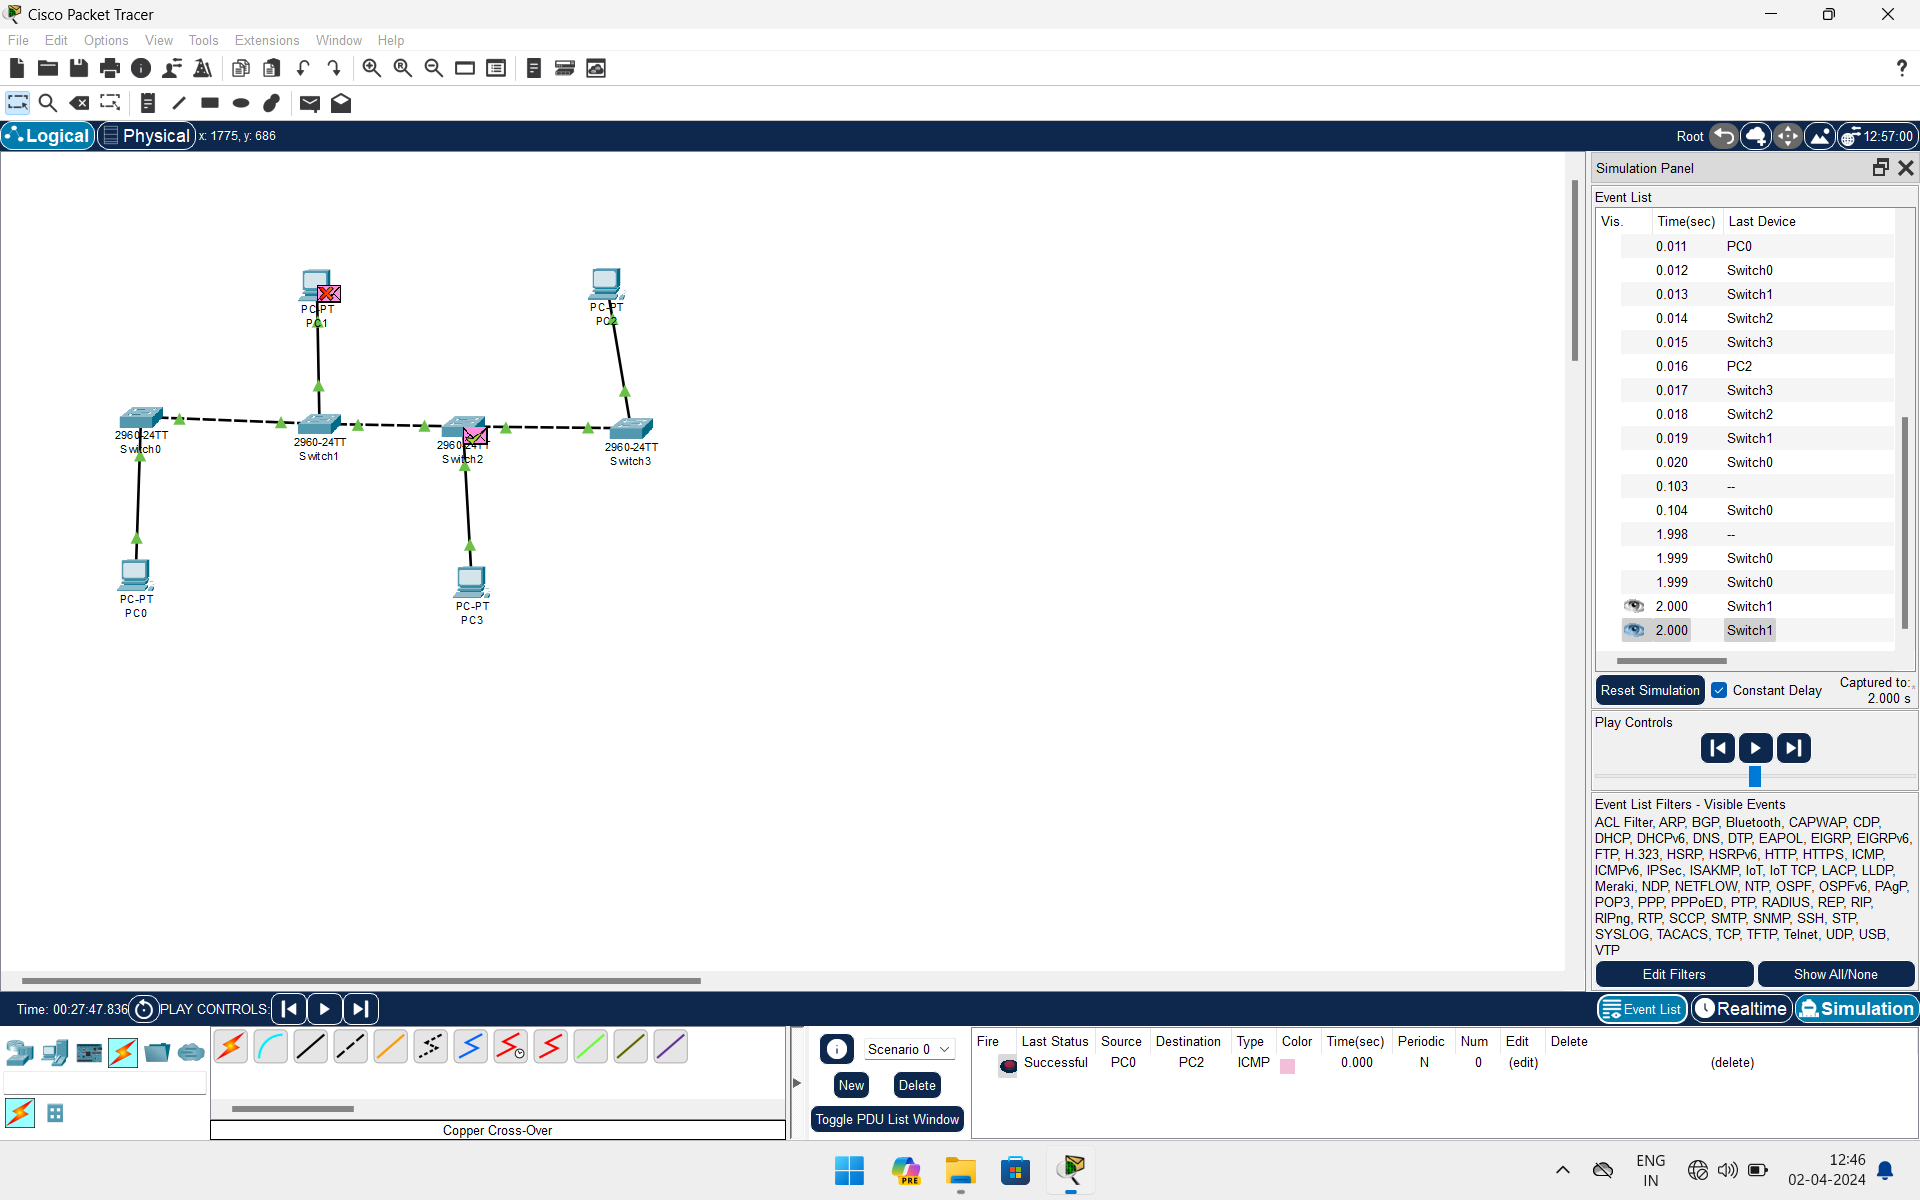 Cisco Packet Tracer
File Edit Options View Tools Extensions Window Help
?
Logical Physical x: 1775, y: 686 Root 12:57:00
Simulation Panel
Event List
Vis. Time(sec) Last Device
0.011 PC0
0.012 Switch0
0.013 Switch1
0.014 Switch2
0.015 Switch3
0.016 PC2
0.017 Switch3
0.018 Switch2
0.019 Switch1
0.020 Switch0
0.103 --
0.104 Switch0
1.998 --
1.999 Switch0
1.999 Switch0
2.000 Switch1
2.000 Switch1
Reset Simulation Constant Delay Captured to:
2.000 s
Play Controls
Event List Filters - Visible Events
ACL Filter, ARP, BGP, Bluetooth, CAPWAP, CDP,
DHCP, DHCPv6, DNS, DTP, EAPOL, EIGRP, EIGRPv6,
FTP, H.323, HSRP, HSRPv6, HTTP, HTTPS, ICMP,
ICMPv6, IPSec, ISAKMP, IoT, IoT TCP, LACP, LLDP,
Meraki, NDP, NETFLOW, NTP, OSPF, OSPFv6, PAgP,
POP3, PPP, PPPoED, PTP, RADIUS, REP, RIP,
RIPng, RTP, SCCP, SMTP, SNMP, SSH, STP,
SYSLOG, TACACS, TCP, TFTP, Telnet, UDP, USB,
VTP
Edit Filters Show All/None
PC-PT
PC1
PC-PT
PC2
2960-24TT
Switch0
2960-24TT
Switch1
2960-24TT
Switch2
2960-24TT
Switch3
PC-PT
PC0
PC-PT
PC3
Time: 00:27:47.836 PLAY CONTROLS:
Event List Realtime Simulation
Copper Cross-Over
Scenario 0
New Delete
Toggle PDU List Window
Fire Last Status Source Destination Type Color Time(sec) Periodic Num Edit Delete
Successful PC0 PC2 ICMP 0.000 N 0 (edit) (delete)
PRE
ENG
IN
12:46
02-04-2024